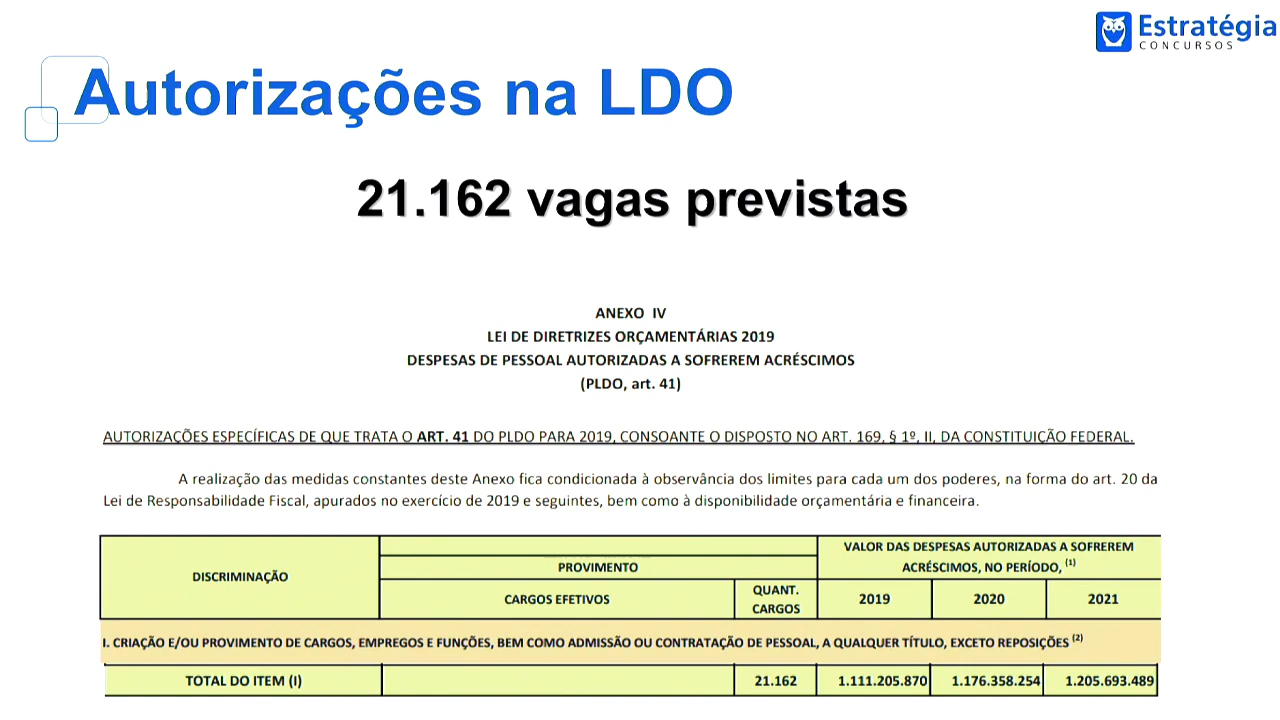 Estratégia
CONCURSOS
Autorizações na LDO
21.162 vagas previstas
ANEXO IV
LEI DE DIRETRIZES ORÇAMENTÁRIAS 2019
DESPESAS DE PESSOAL AUTORIZADAS A SOFREREM ACRÉSCIMOS
(PLDO, art. 41)
AUTORIZAÇÕES ESPECÍFICAS DE QUE TRATA O ART. 41 DO PLDO PARA 2019, CONSOANTE O DISPOSTO NO ART. 169, § 1º, II, DA CONSTITUIÇÃO FEDERAL.
A realização das medidas constantes deste Anexo fica condicionada à observância dos limites para cada um dos poderes, na forma do art. 20 da
Lei de Responsabilidade Fiscal, apurados no exercício de 2019 e seguintes, bem como à disponibilidade orçamentária e financeira.
DISCRIMINAÇÃO
PROVIMENTO
VALOR DAS DESPESAS AUTORIZADAS A SOFREREM
ACRÉSCIMOS, NO PERÍODO, (1)
CARGOS EFETIVOS
QUANT.
CARGOS
2019
2020
2021
I. CRIAÇÃO E/OU PROVIMENTO DE CARGOS, EMPREGOS E FUNÇÕES, BEM COMO ADMISSÃO OU CONTRATAÇÃO DE PESSOAL, A QUALQUER TÍTULO, EXCETO REPOSIÇÕES (2)
TOTAL DO ITEM (I)
21.162
1.111.205.870
1.176.358.254
1.205.693.489